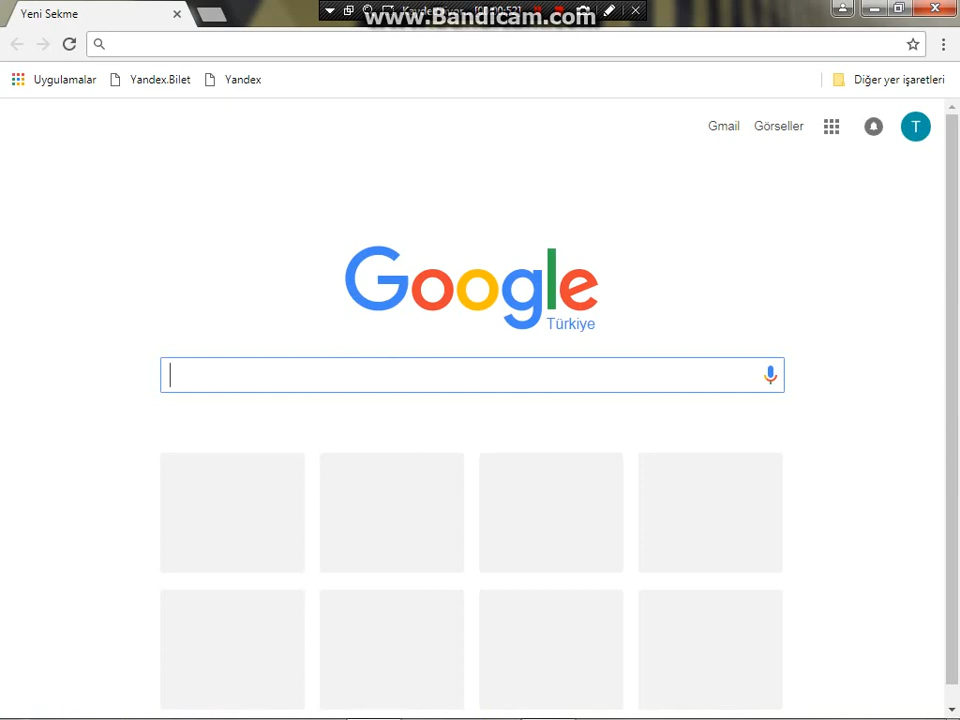 Yeni Sekme
www.Bandicam.com
Uygulamalar
Yandex.Bilet
Yandex
Diğer yer işaretleri
Gmail
Görseller
T
Google
Türkiye